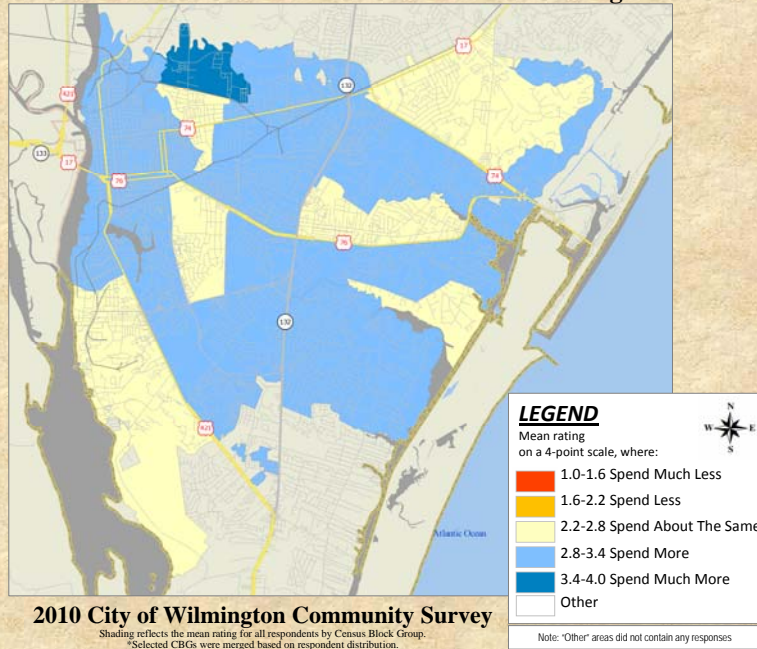 17
132
421
74
133
17
76
74
76
132
421
Atlantic Ocean
LEGEND
Mean rating
on a 4-point scale, where:
N
W E
S
1.0-1.6 Spend Much Less
1.6-2.2 Spend Less
2.2-2.8 Spend About The Same
2.8-3.4 Spend More
3.4-4.0 Spend Much More
Other
2010 City of Wilmington Community Survey
Shading reflects the mean rating for all respondents by Census Block Group.
*Selected CBGs were merged based on respondent distribution.
Note: "Other" areas did not contain any responses